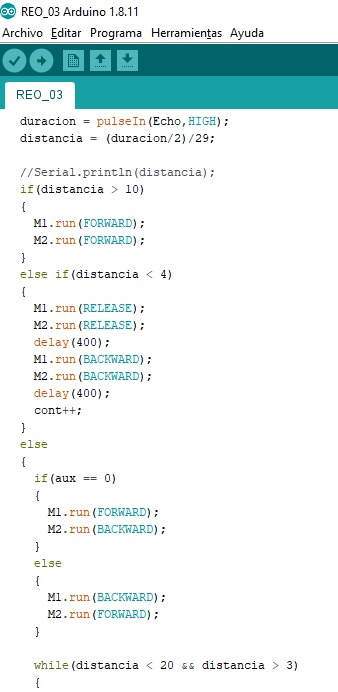 REO_03 Arduino 1.8.11
Archivo Editar Programa Herramientas Ayuda
REO_03
duracion = pulseIn(Echo,HIGH);
distancia = (duracion/2)/29;
//Serial.println(distancia);
if(distancia > 10)
{
M1.run(FORWARD);
M2.run(FORWARD);
}
else if(distancia < 4)
{
M1.run(RELEASE);
M2.run(RELEASE);
delay(400);
M1.run(BACKWARD);
M2.run(BACKWARD);
delay(400);
cont++;
}
else
{
if(aux == 0)
{
M1.run(FORWARD);
M2.run(BACKWARD);
}
else
{
M1.run(BACKWARD);
M2.run(FORWARD);
}
while(distancia < 20 && distancia > 3)
{